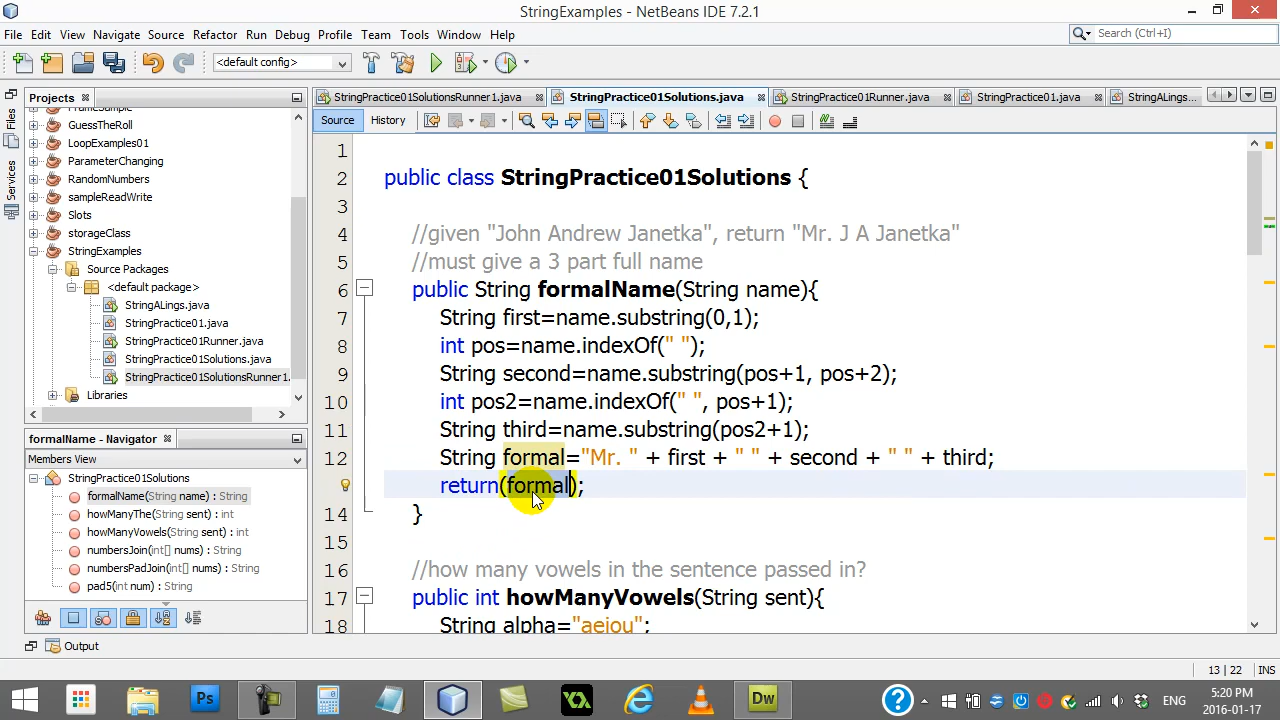 StringExamples - NetBeans IDE 7.2.1
File Edit View Navigate Source Refactor Run Debug Profile Team Tools Window Help
Search (Ctrl+I)
<default config>
Files
Services
Projects
FrameSample
GuessTheRoll
LoopExamples01
ParameterChanging
RandomNumbers
sampleReadWrite
Slots
storageClass
StringExamples
Source Packages
<default package>
StringALings.java
StringPractice01.java
StringPractice01Runner.java
StringPractice01Solutions.java
StringPractice01SolutionsRunner1.
Libraries
formalName - Navigator
Members View
StringPractice01Solutions
formalName(String name) : String
howManyThe(String sent) : int
howManyVowels(String sent) : int
numbersJoin(int[] nums) : String
numbersPadJoin(int[] nums) : String
pad5(int num) : String
StringPractice01SolutionsRunner1.java StringPractice01Solutions.java StringPractice01Runner.java StringPractice01.java StringALings...
Source History
1
2 public class StringPractice01Solutions {
3
4 //given "John Andrew Janetka", return "Mr. J A Janetka"
5 //must give a 3 part full name
6 public String formalName(String name){
7 String first=name.substring(0,1);
8 int pos=name.indexOf(" ");
9 String second=name.substring(pos+1, pos+2);
10 int pos2=name.indexOf(" ", pos+1);
11 String third=name.substring(pos2+1);
12 String formal="Mr. " + first + " " + second + " " + third;
return(formal);
14 }
15
16 //how many vowels in the sentence passed in?
17 public int howManyVowels(String sent){
18 String alpha="aeiou";
Output
13 | 22 INS
Ps
Dw
ENG
5:20 PM
2016-01-17